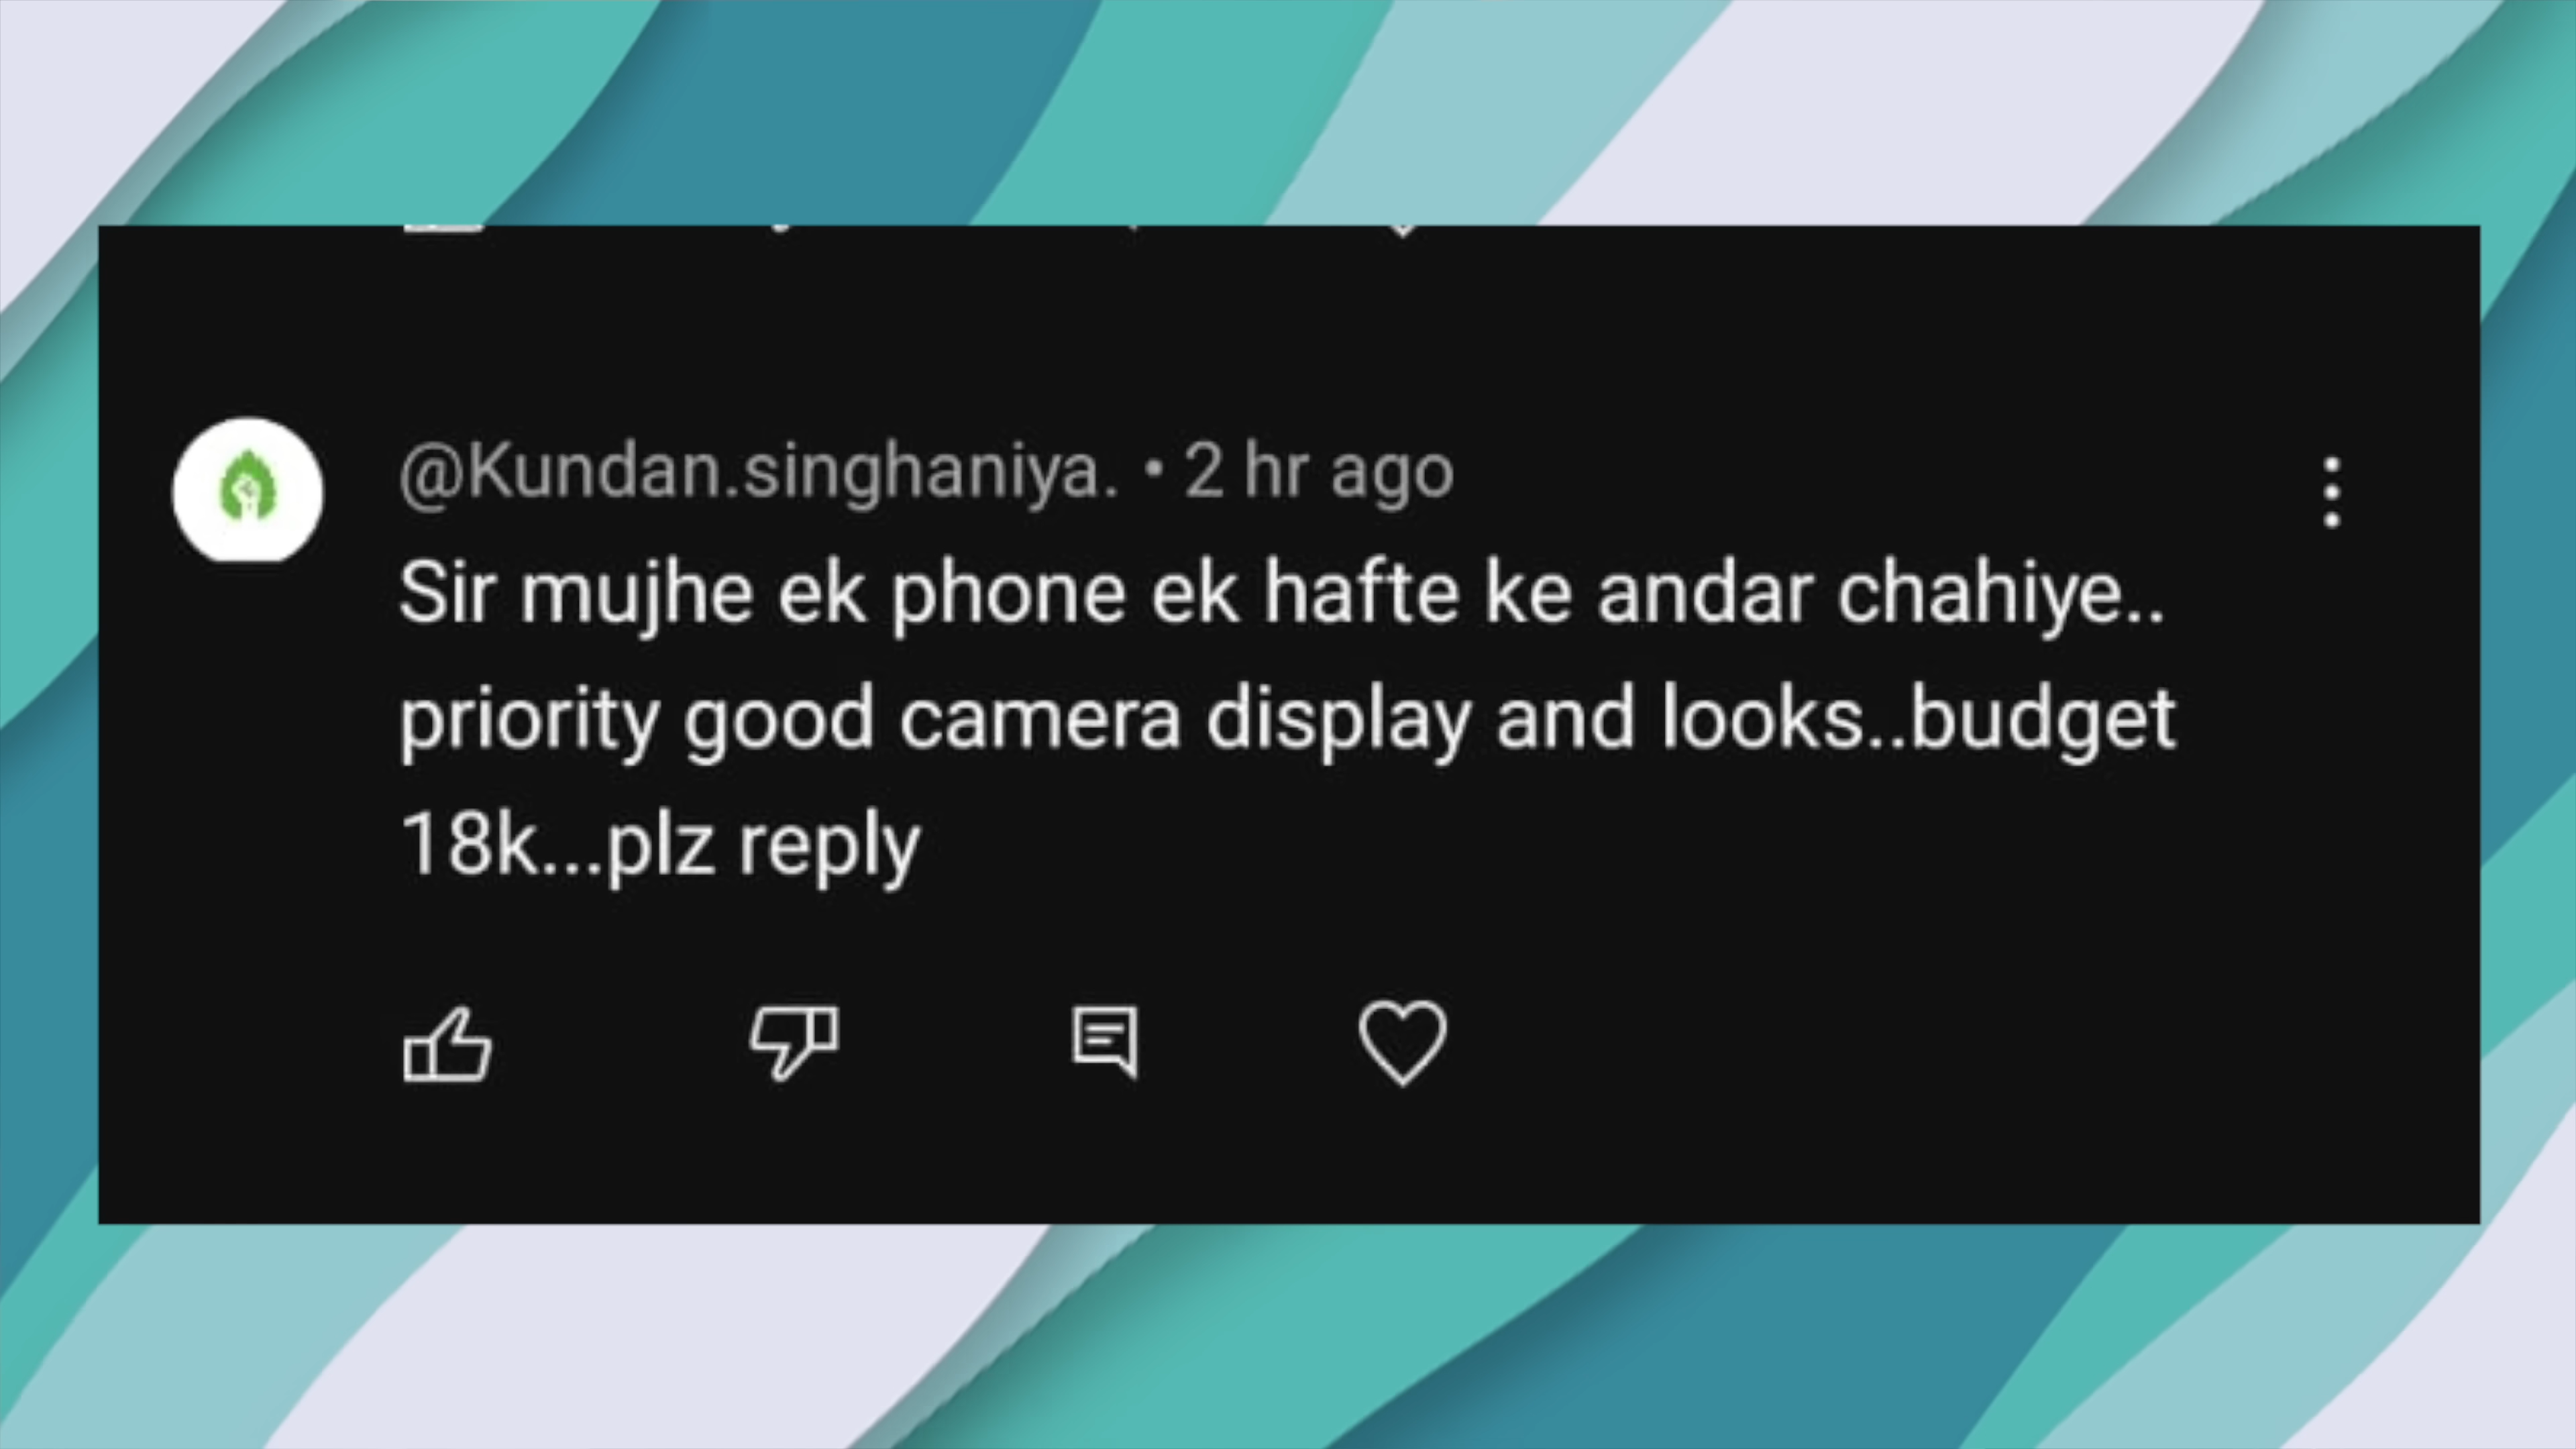 @Kundan.singhaniya. • 2 hr ago
Sir mujhe ek phone ek hafte ke andar chahiye..
priority good camera display and looks..budget
18k...plz reply